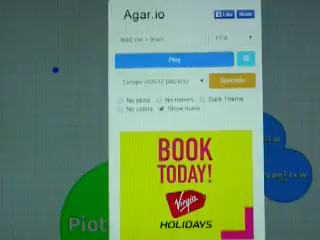 Agar.io
Like Share
FFA
Play
Spectate
No skins No names Dark Theme
No colors Show mass
BOOK
TODAY!
Virgin
HOLIDAYS
Piot